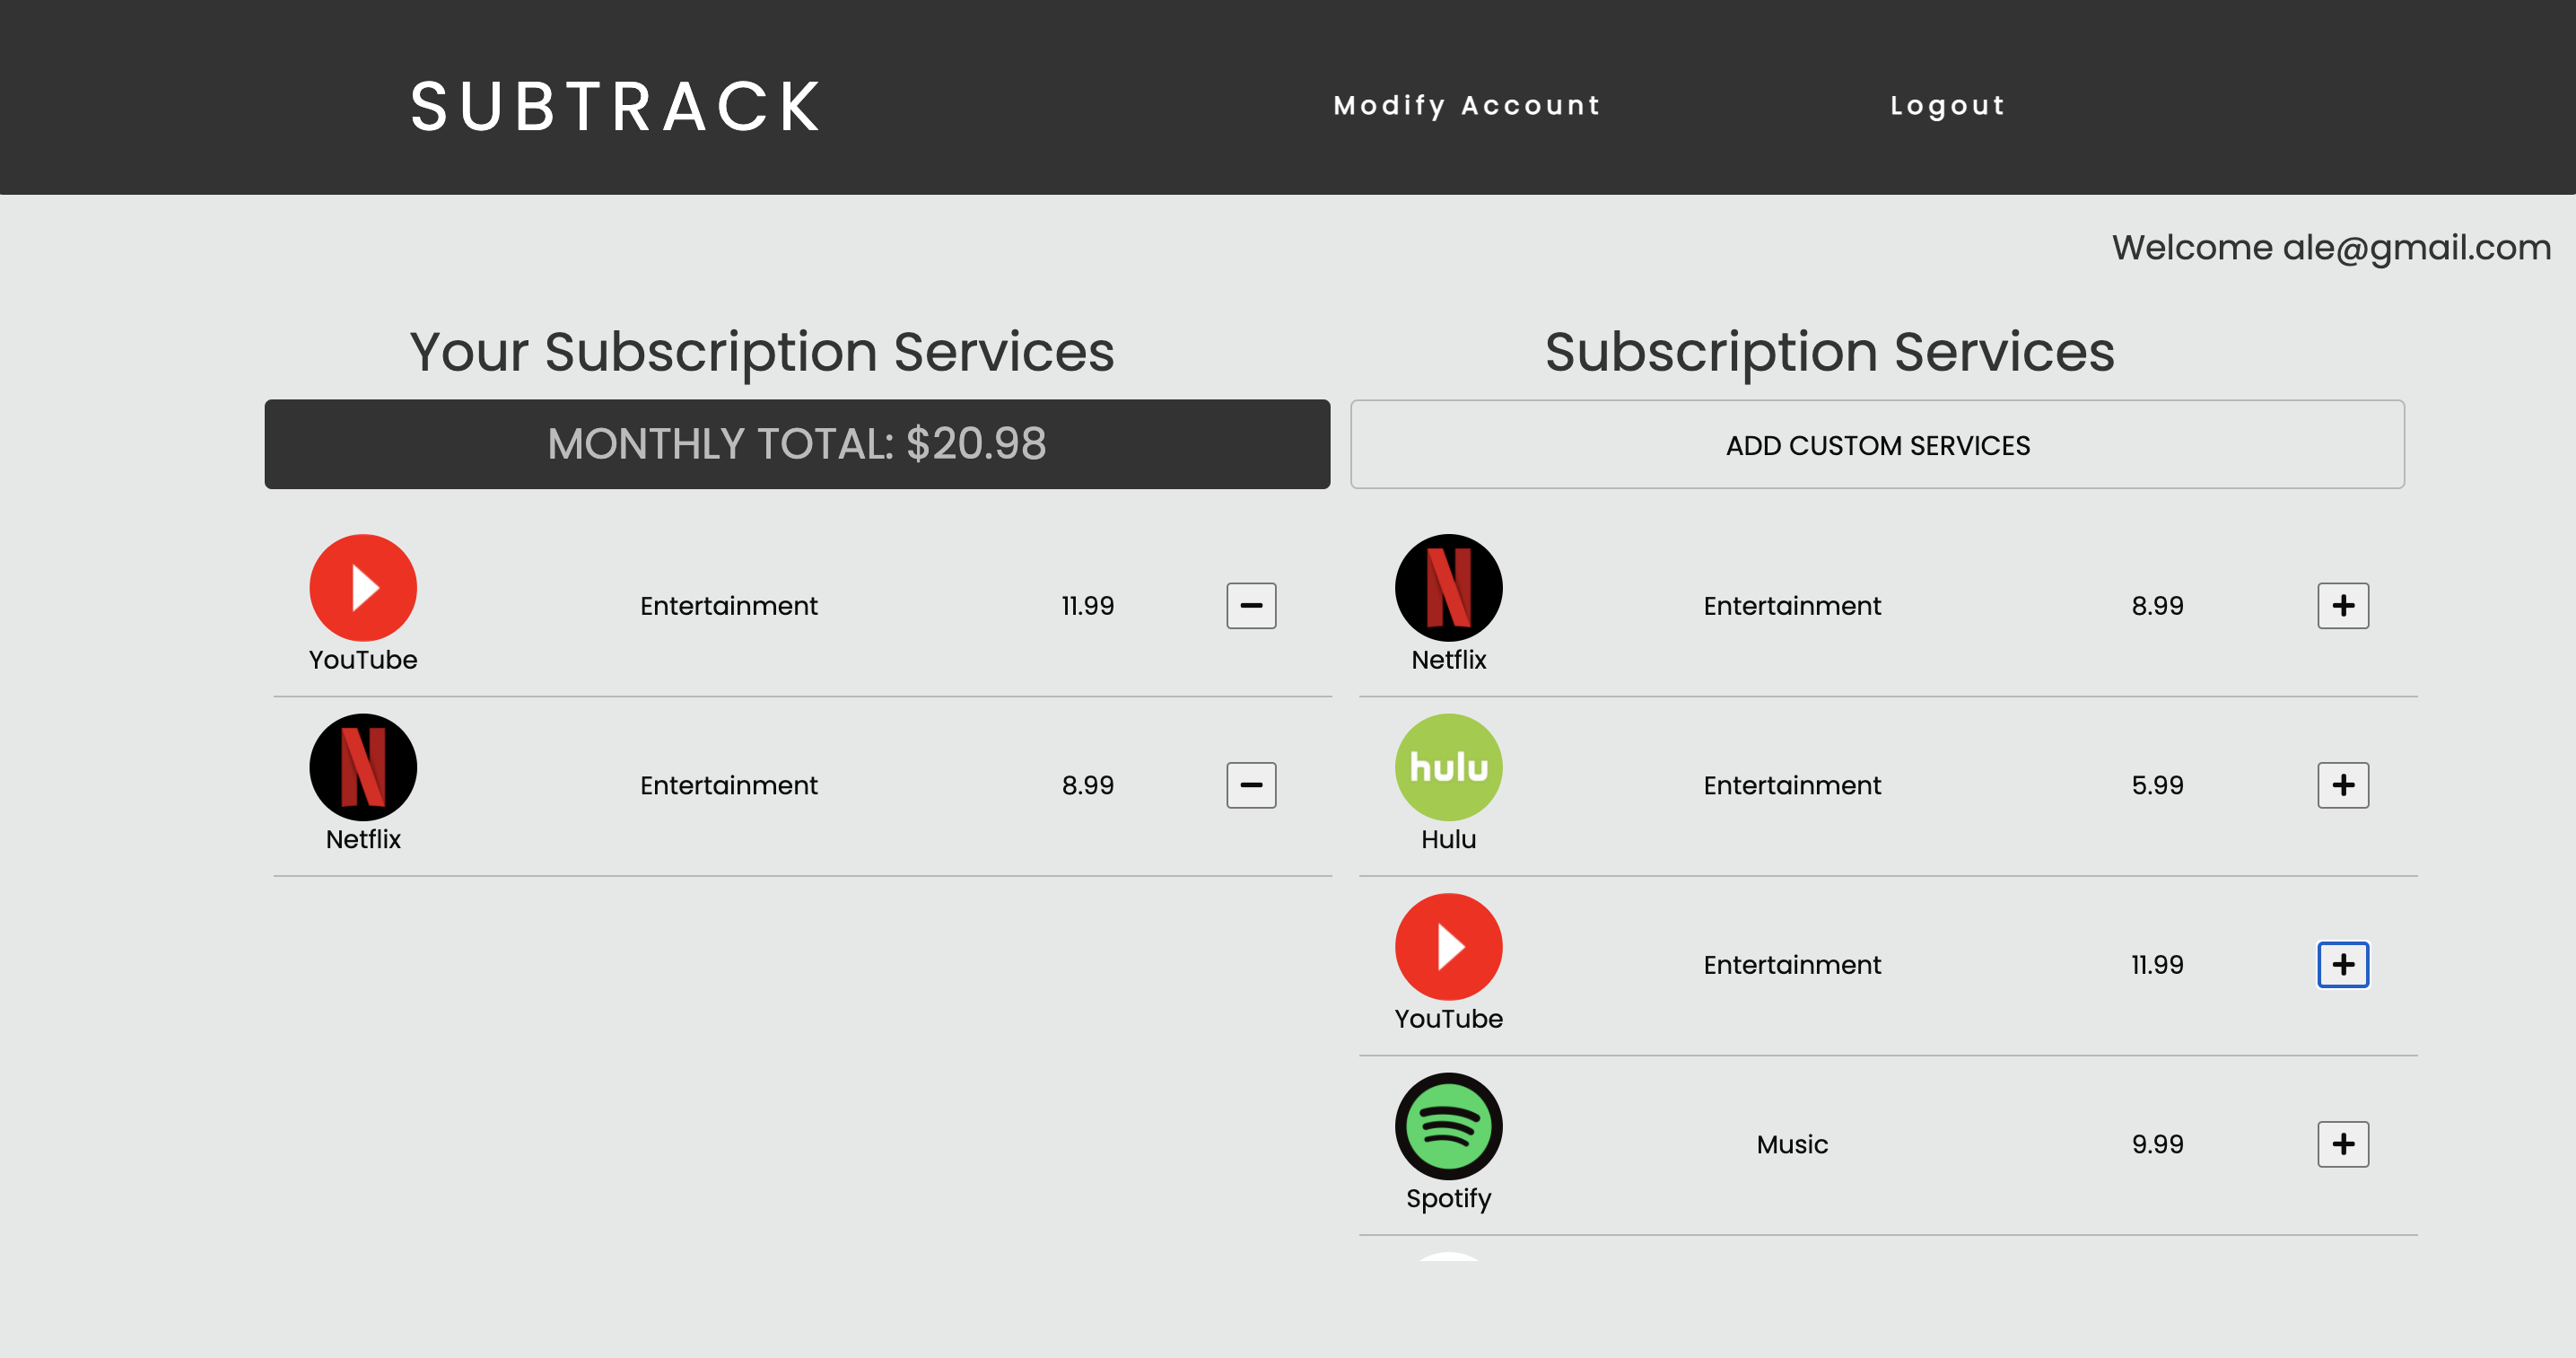 SUBTRACK
Modify Account
Logout
Welcome ale@gmail.com
Your Subscription Services
MONTHLY TOTAL: $20.98
YouTube
Entertainment
11.99
N
Netflix
Entertainment
8.99
Subscription Services
ADD CUSTOM SERVICES
N
Netflix
Entertainment
8.99
hulu
Hulu
Entertainment
5.99
YouTube
Entertainment
11.99
Spotify
Music
9.99